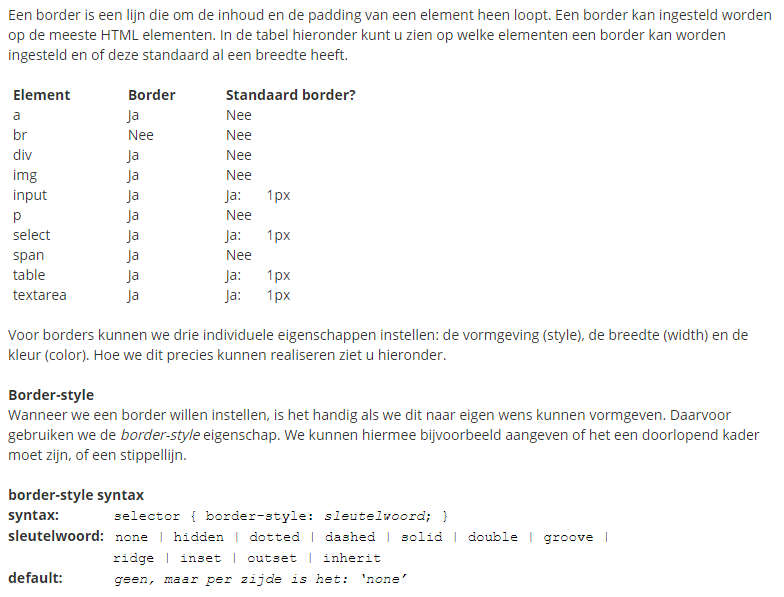 Een border is een lijn die om de inhoud en de padding van een element heen loopt. Een border kan ingesteld worden
op de meeste HTML elementen. In de tabel hieronder kunt u zien op welke elementen een border kan worden
ingesteld en of deze standaard al een breedte heeft.
Element Border Standaard border?
a Ja Nee
br Nee Nee
div Ja Nee
img Ja Nee
input Ja Ja: 1px
p Ja Nee
select Ja Ja: 1px
span Ja Nee
table Ja Ja: 1px
textarea Ja Ja: 1px
Voor borders kunnen we drie individuele eigenschappen instellen: de vormgeving (style), de breedte (width) en de
kleur (color). Hoe we dit precies kunnen realiseren ziet u hieronder.
Border-style
Wanneer we een border willen instellen, is het handig als we dit naar eigen wens kunnen vormgeven. Daarvoor
gebruiken we de border-style eigenschap. We kunnen hiermee bijvoorbeeld aangeven of het een doorlopend kader
moet zijn, of een stippellijn.
border-style syntax
syntax: selector { border-style: sleutelwoord; }
sleutelwoord: none | hidden | dotted | dashed | solid | double | groove |
ridge | inset | outset | inherit
default: geen, maar per zijde is het: ‘none’